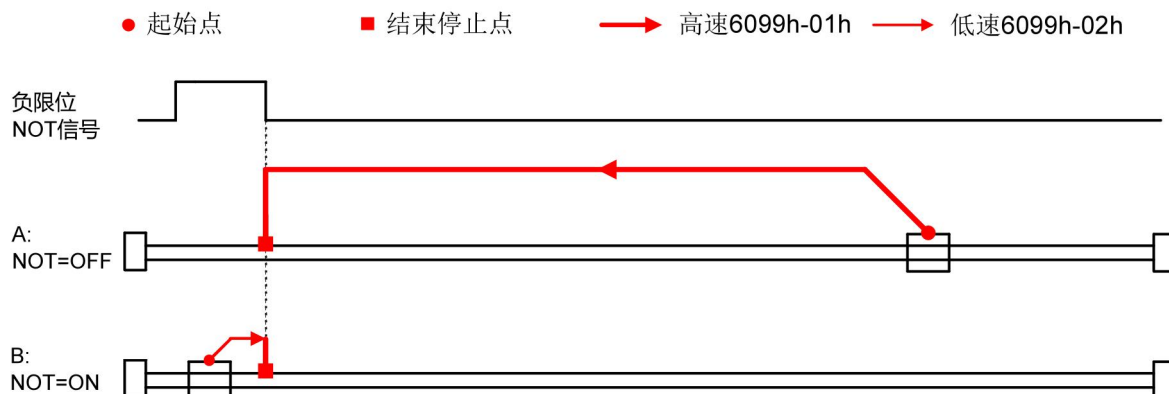 起始点 结束停止点 高速6099h-01h 低速6099h-02h
负限位
NOT信号
A:
NOT=OFF
B:
NOT=ON